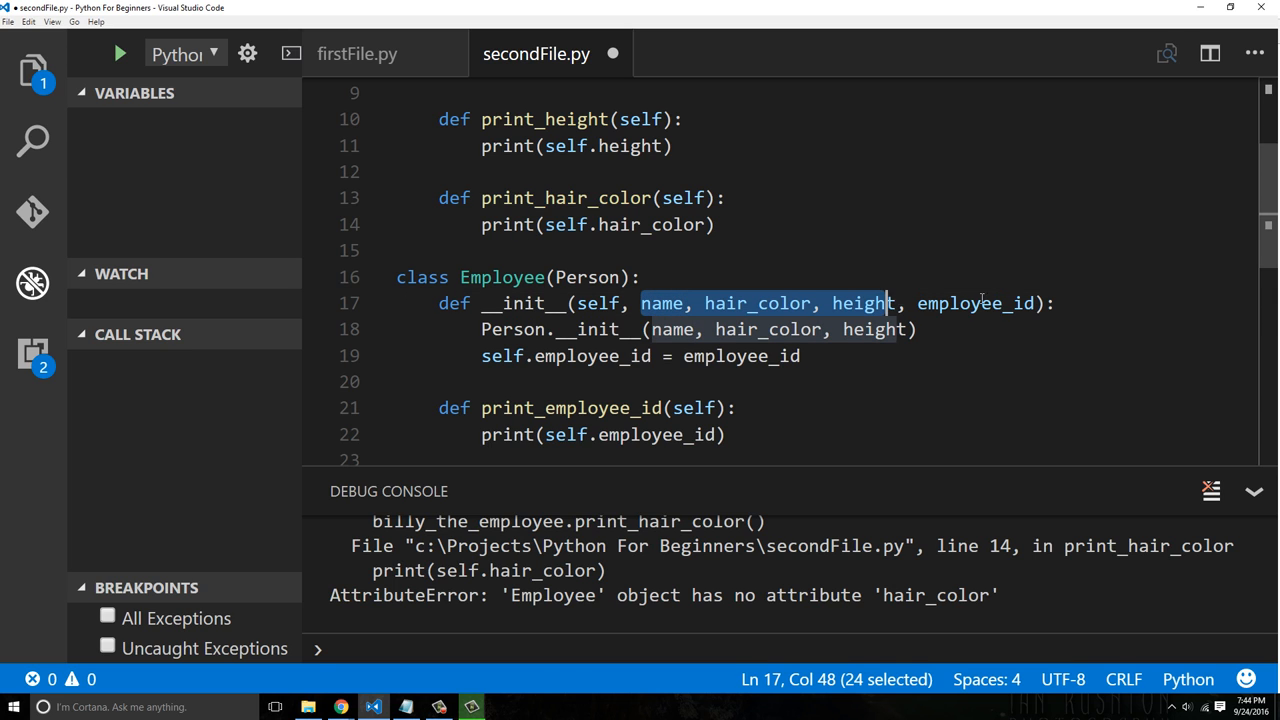 ● secondFile.py - Python For Beginners - Visual Studio Code
File Edit View Go Help
Python
firstFile.py
secondFile.py
1
VARIABLES
WATCH
CALL STACK
2
BREAKPOINTS
All Exceptions
Uncaught Exceptions
9
10 def print_height(self):
11 print(self.height)
12
13 def print_hair_color(self):
14 print(self.hair_color)
15
16 class Employee(Person):
17 def __init__(self, name, hair_color, height, employee_id):
18 Person.__init__(name, hair_color, height)
19 self.employee_id = employee_id
20
21 def print_employee_id(self):
22 print(self.employee_id)
23
DEBUG CONSOLE
billy_the_employee.print_hair_color()
File "c:\Projects\Python For Beginners\secondFile.py", line 14, in print_hair_color
print(self.hair_color)
AttributeError: 'Employee' object has no attribute 'hair_color'
0 0
Ln 17, Col 48 (24 selected) Spaces: 4 UTF-8 CRLF Python
I'm Cortana. Ask me anything.
7:44 PM
9/24/2016